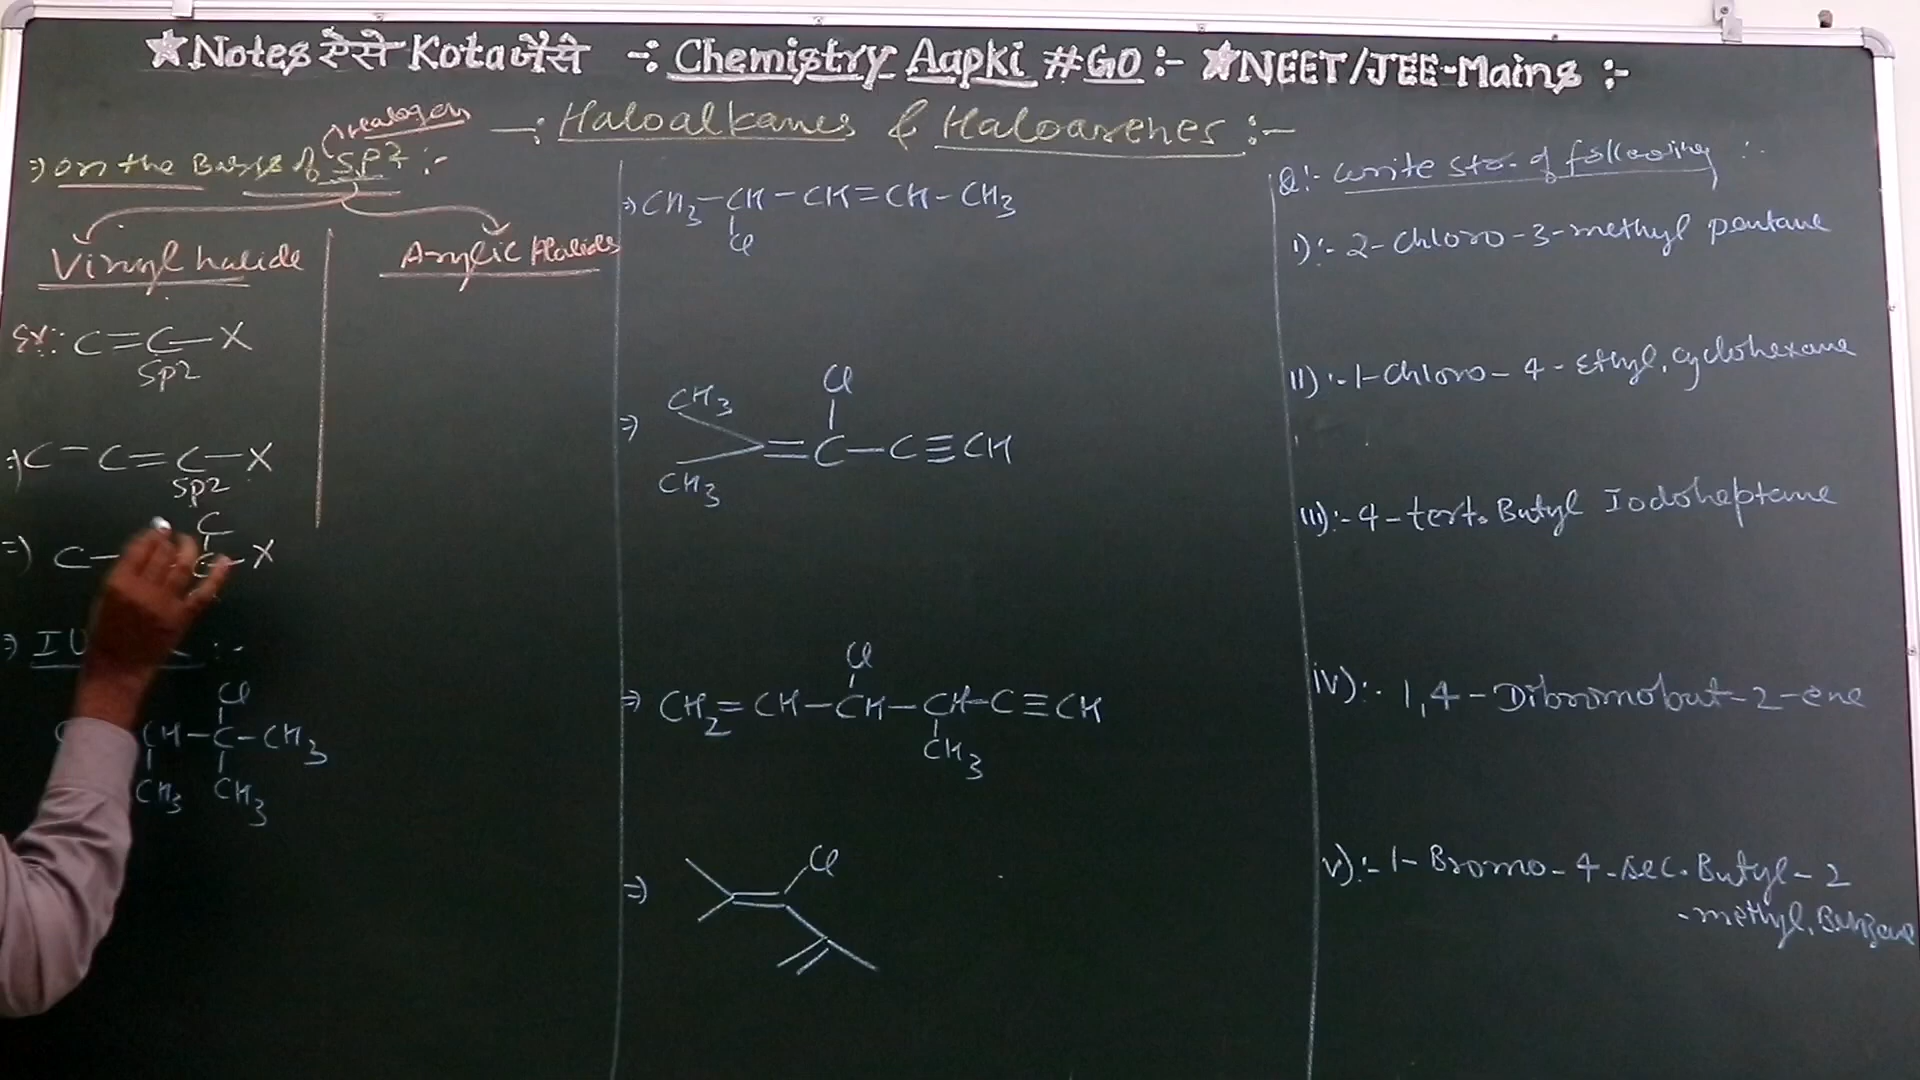 ★Notes ऐसे Kota जैसे -: Chemistry Aapki #GO:- ★NEET/JEE-Mains :-
-: Haloalkanes & Haloarenes :-
Halogen
⇒ on the Basis of SP2 :-
Vinyl halide
Arylic Halides
Ex:: C=C-X
SP2
⇒ C-C=C-X
SP2
C
⇒) C- C-X
⇒ IU :-
Cl
CH-C-CH3
CH3 CH3
⇒ CH3-CH-CH=CH-CH3
Cl
Cl
CH3
⇒) =C-C≡CH
CH3
Cl
⇒) CH2=CH-CH-CH-C≡CH
CH3
Cl
⇒)
Q:- write str. of following :-
i):- 2-chloro-3-methyl pentane
ii):- 1-chloro-4-Ethyl.cyclohexane
iii):- 4-tert.Butyl Iodoheptane
iv):- 1,4-Dibromobut-2-ene
v):- 1-Bromo-4-sec.Butyl-2
-methyl.Benzene